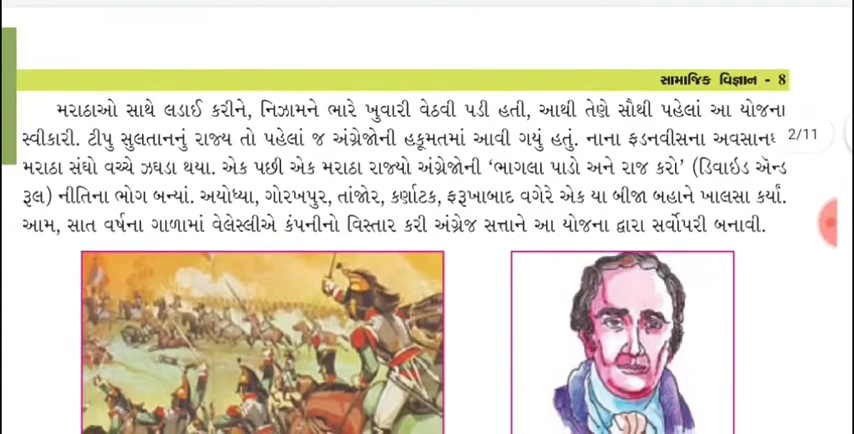 સામાજિક વિજ્ઞાન - 8
મરાઠાઓ સાથે લડાઈ કરીને, નિઝામને ભારે ખુવારી વેઠવી પડી હતી, આથી તેણે સૌથી પહેલાં આ યોજના
સ્વીકારી. ટીપુ સુલતાનનું રાજ્ય તો પહેલાં જ અંગ્રેજોની હકૂમતમાં આવી ગયું હતું. નાના ફડનવીસના
2/11
મરાઠા સંઘો વચ્ચે ઝઘડા થયા. એક પછી એક મરાઠા રાજ્યો અંગ્રેજોની ‘ભાગલા પાડો અને રાજ કરો’ (ડિવાઇડ ઍન્ડ
રૂલ) નીતિના ભોગ બન્યાં. અયોધ્યા, ગોરખપુર, તાંજોર, કર્ણાટક, ફરૂખાબાદ વગેરે એક યા બીજા બહાને ખાલસા કર્યાં.
આમ, સાત વર્ષના ગાળામાં વેલેસ્લીએ કંપનીનો વિસ્તાર કરી અંગ્રેજ સત્તાને આ યોજના દ્વારા સર્વોપરી બનાવી.